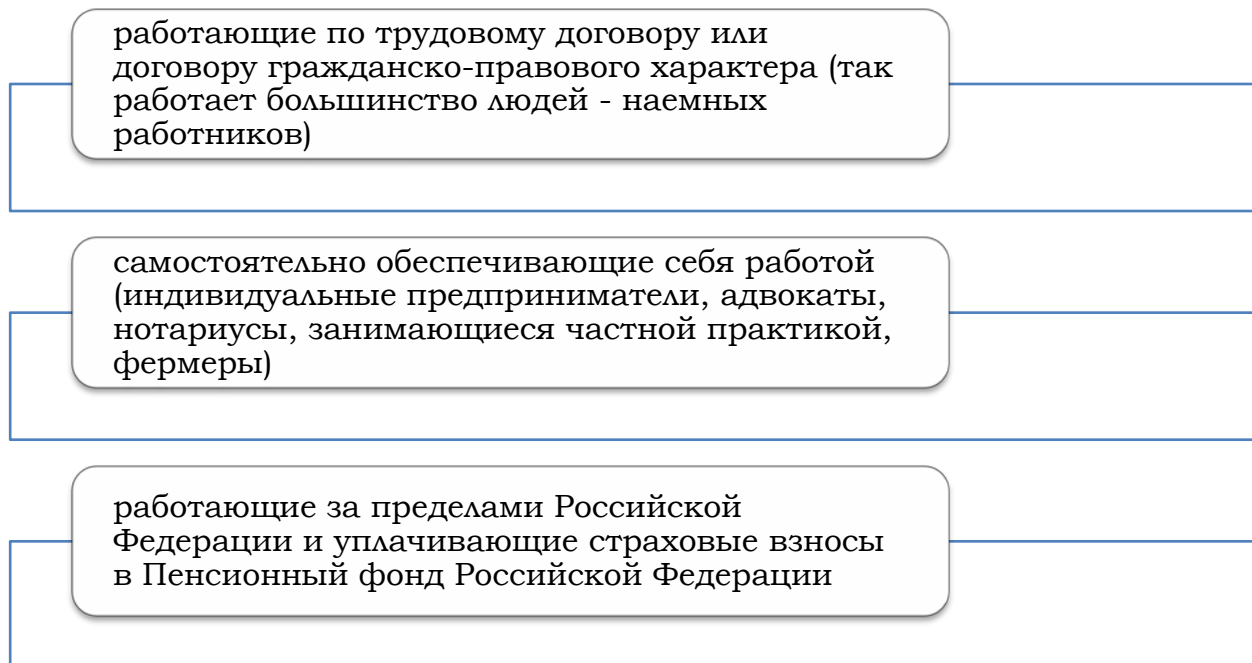 работающие по трудовому договору или
договору гражданско-правового характера (так
работает большинство людей - наемных
работников)
самостоятельно обеспечивающие себя работой
(индивидуальные предприниматели, адвокаты,
нотариусы, занимающиеся частной практикой,
фермеры)
работающие за пределами Российской
Федерации и уплачивающие страховые взносы
в Пенсионный фонд Российской Федерации